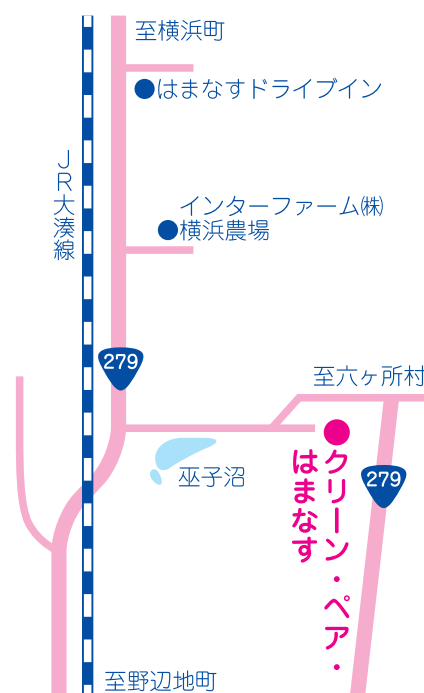 至横浜町
はまなすドライブイン
JR大湊線
インターファーム㈱
横浜農場
279
至六ヶ所村
巫子沼
279
クリーン・ペア・
はまなす
至野辺地町